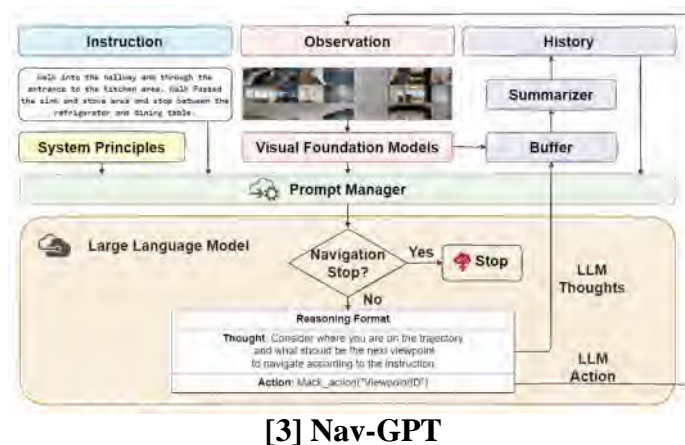 Instruction
Observation
History
Walk into the hallway and through the
entrance to the kitchen area. Walk Passed
the sink and stove area and stop between the
refrigerator and dining table.
Summarizer
System Principles
Visual Foundation Models
Buffer
Prompt Manager
Large Language Model
Navigation
Stop?
Yes
Stop
No
LLM
Thoughts
Reasoning Format
Thought: Consider where you are on the trajectory
and what should be the next viewpoint
to navigate according to the instruction
Action: Mack_action("ViewpointID")
LLM
Action
[3] Nav-GPT